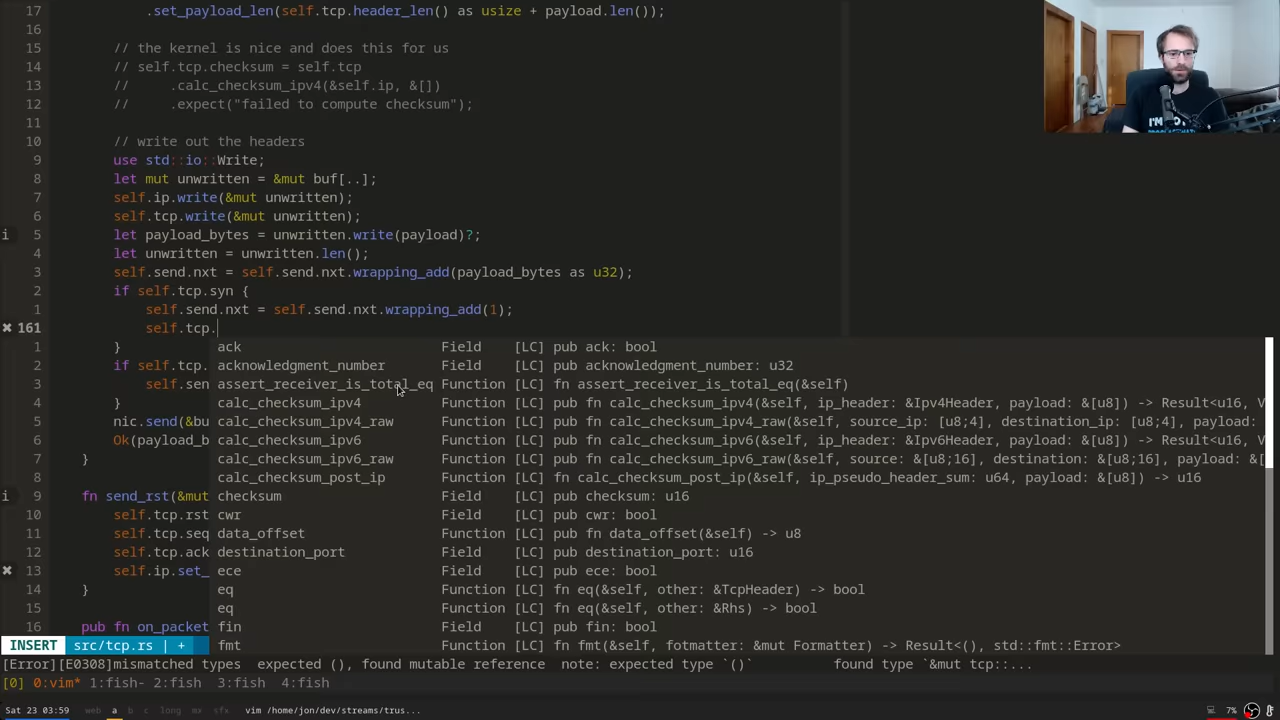 17 .set_payload_len(self.tcp.header_len() as usize + payload.len());
16
15 // the kernel is nice and does this for us
14 // self.tcp.checksum = self.tcp
13 //     .calc_checksum_ipv4(&self.ip, &[])
12 //     .expect("failed to compute checksum");
11
10 // write out the headers
9 use std::io::Write;
8 let mut unwritten = &mut buf[..];
7 self.ip.write(&mut unwritten);
6 self.tcp.write(&mut unwritten);
i 5 let payload_bytes = unwritten.write(payload)?;
4 let unwritten = unwritten.len();
3 self.send.nxt = self.send.nxt.wrapping_add(payload_bytes as u32);
2 if self.tcp.syn {
1 self.send.nxt = self.send.nxt.wrapping_add(1);
✖ 161 self.tcp.
1 } ack Field [LC] pub ack: bool
2 if self.tcp. acknowledgment_number Field [LC] pub acknowledgment_number: u32
3 self.sen assert_receiver_is_total_eq Function [LC] fn assert_receiver_is_total_eq(&self)
4 } calc_checksum_ipv4 Function [LC] pub fn calc_checksum_ipv4(&self, ip_header: &Ipv4Header, payload: &[u8]) -> Result<u16, V
5 nic.send(&bu calc_checksum_ipv4_raw Function [LC] pub fn calc_checksum_ipv4_raw(&self, source_ip: [u8;4], destination_ip: [u8;4], payload:
6 Ok(payload_b calc_checksum_ipv6 Function [LC] pub fn calc_checksum_ipv6(&self, ip_header: &Ipv6Header, payload: &[u8]) -> Result<u16, V
7 } calc_checksum_ipv6_raw Function [LC] pub fn calc_checksum_ipv6_raw(&self, source: &[u8;16], destination: &[u8;16], payload: &[
8 calc_checksum_post_ip Function [LC] fn calc_checksum_post_ip(&self, ip_pseudo_header_sum: u64, payload: &[u8]) -> u16
i 9 fn send_rst(&mut checksum Field [LC] pub checksum: u16
10 self.tcp.rst cwr Field [LC] pub cwr: bool
11 self.tcp.seq data_offset Function [LC] pub fn data_offset(&self) -> u8
12 self.tcp.ack destination_port Field [LC] pub destination_port: u16
✖ 13 self.ip.set_ ece Field [LC] pub ece: bool
14 } eq Function [LC] fn eq(&self, other: &TcpHeader) -> bool
15 eq Function [LC] fn eq(&self, other: &Rhs) -> bool
16 pub fn on_packet fin Field [LC] pub fin: bool
INSERT src/tcp.rs | + fmt Function [LC] fn fmt(&self, fotmatter: &mut Formatter) -> Result<(), std::fmt::Error>
[Error][E0308]mismatched types  expected (), found mutable reference  note: expected type `()`         found type `&mut tcp::...
[0] 0:vim* 1:fish- 2:fish  3:fish  4:fish
Sat 23 03:59 web a b c long mx sfx vim /home/jon/dev/streams/trus... 7%